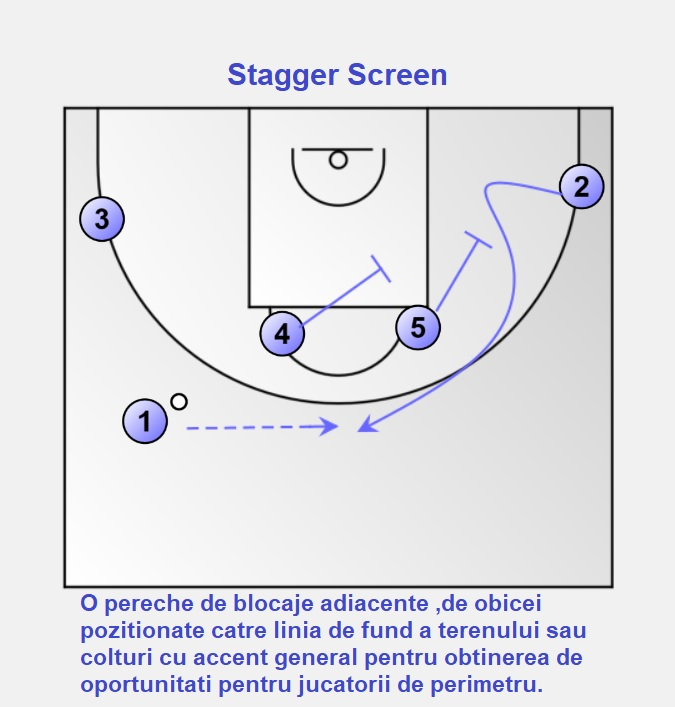 Stagger Screen
2
3
5
4
1
O pereche de blocaje adiacente ,de obicei
pozitionate catre linia de fund a terenului sau
colturi cu accent general pentru obtinerea de
oportunitati pentru jucatorii de perimetru.